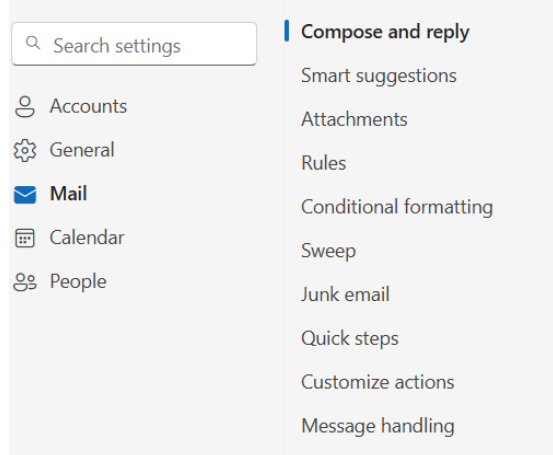 Search settings
Accounts
General
Mail
Calendar
People
Compose and reply
Smart suggestions
Attachments
Rules
Conditional formatting
Sweep
Junk email
Quick steps
Customize actions
Message handling